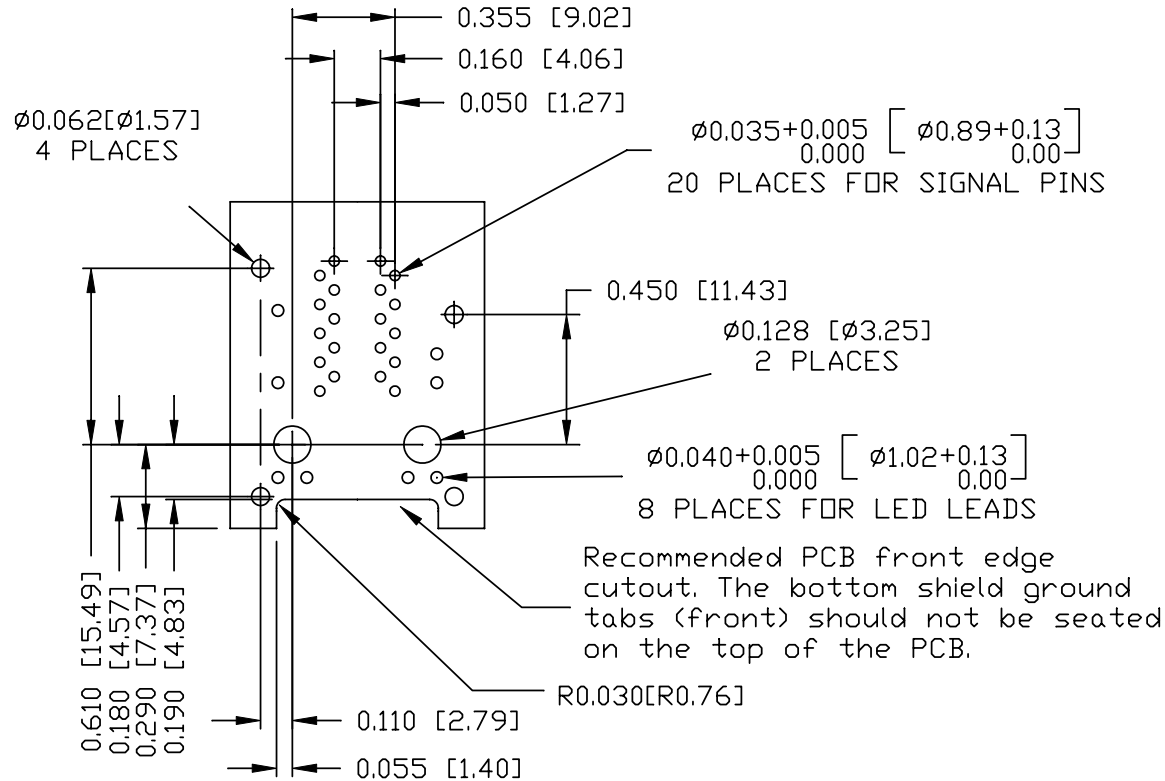 0.355 [9.02]
0.160 [4.06]
0.050 [1.27]
Ø0.062[Ø1.57]
4 PLACES
Ø0.035+0.005 [ Ø0.89+0.13 ]
0.000 0.00
20 PLACES FOR SIGNAL PINS
0.450 [11.43]
Ø0.128 [Ø3.25]
2 PLACES
Ø0.040+0.005 [ Ø1.02+0.13 ]
0.000 0.00
8 PLACES FOR LED LEADS
Recommended PCB front edge
cutout. The bottom shield ground
tabs (front) should not be seated
on the top of the PCB.
R0.030[R0.76]
0.610 [15.49]
0.180 [4.57]
0.290 [7.37]
0.190 [4.83]
0.110 [2.79]
0.055 [1.40]